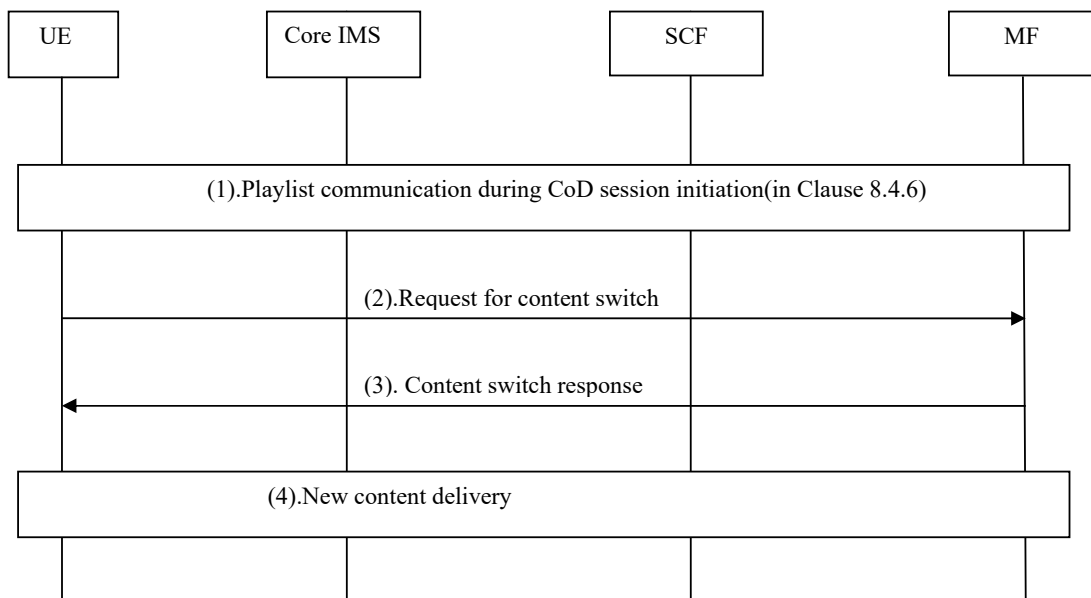 UE
Core IMS
SCF
MF
(1).Playlist communication during CoD session initiation(in Clause 8.4.6)
(2).Request for content switch
(3). Content switch response
(4).New content delivery